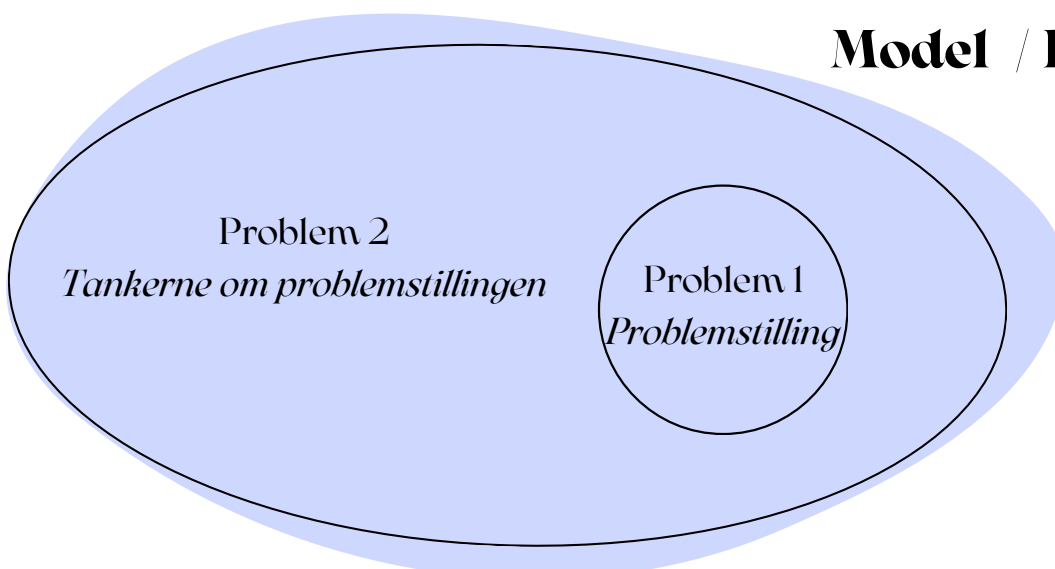 Model /
Problem 2
Tankerne om problemstillingen
Problem 1
Problemstilling